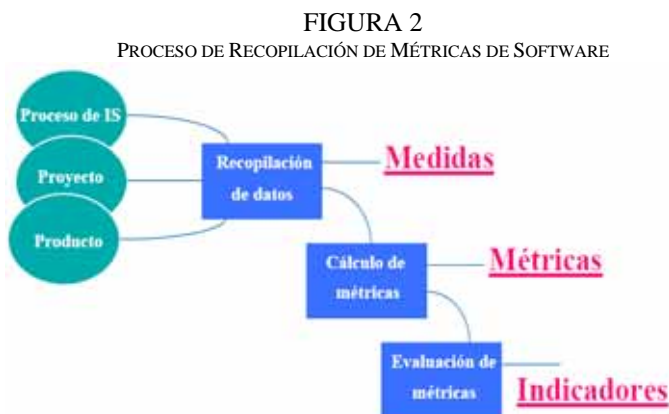 FIGURA 2
PROCESO DE RECOPILACIÓN DE MÉTRICAS DE SOFTWARE
Proceso de IS
Proyecto
Producto
Recopilación
de datos
Medidas
Cálculo de
métricas
Métricas
Evaluación de
métricas
Indicadores